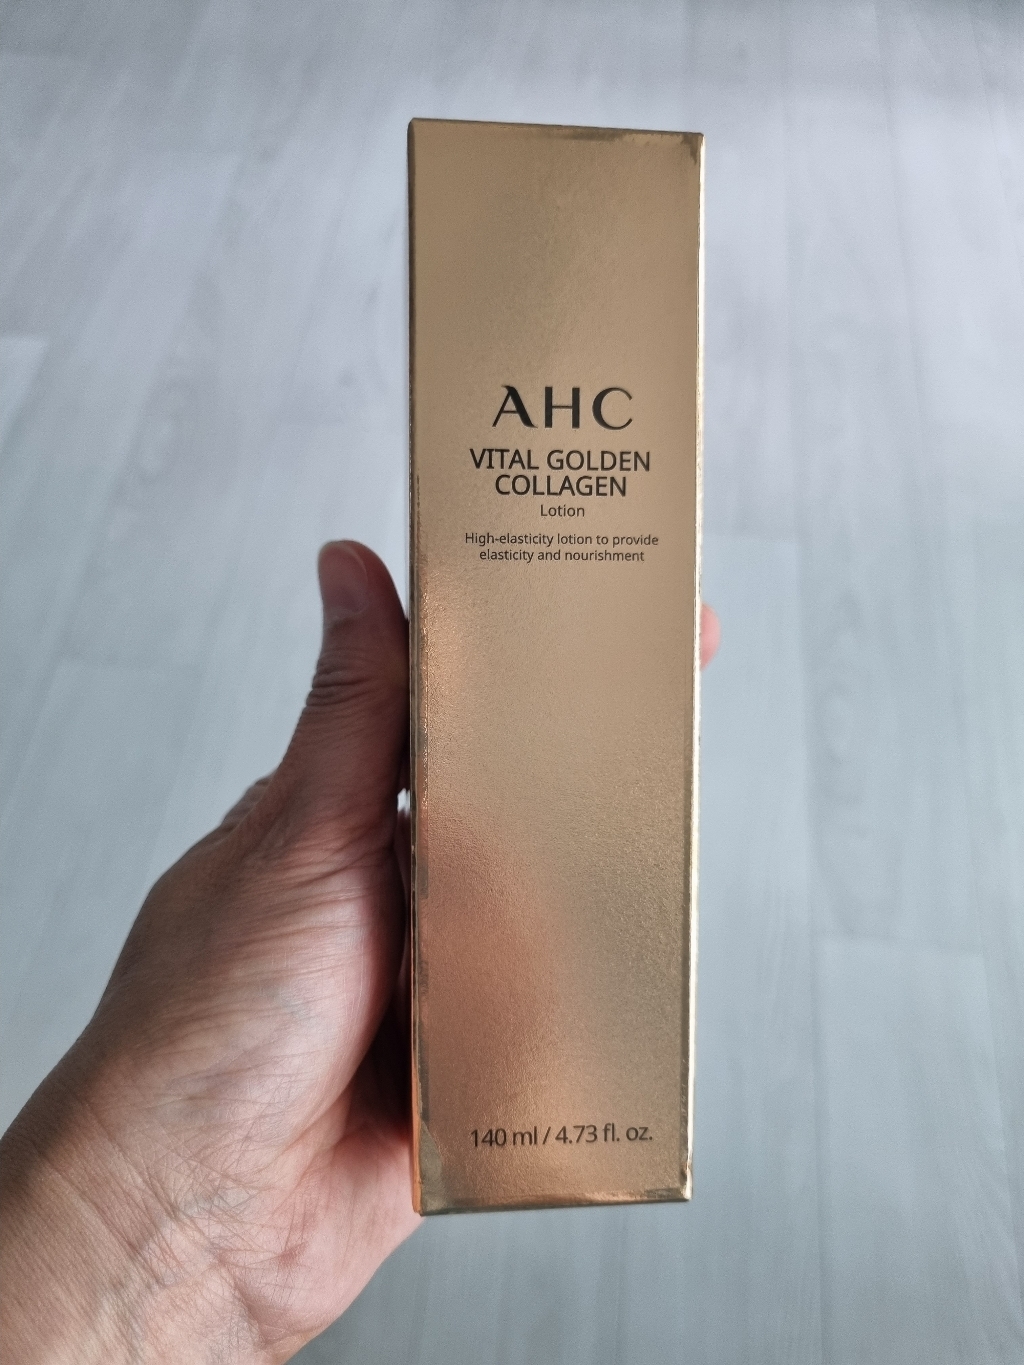 AHC
VITAL GOLDEN
COLLAGEN
Lotion
High-elasticity lotion to provide
elasticity and nourishment
140 ml / 4.73 fl. oz.